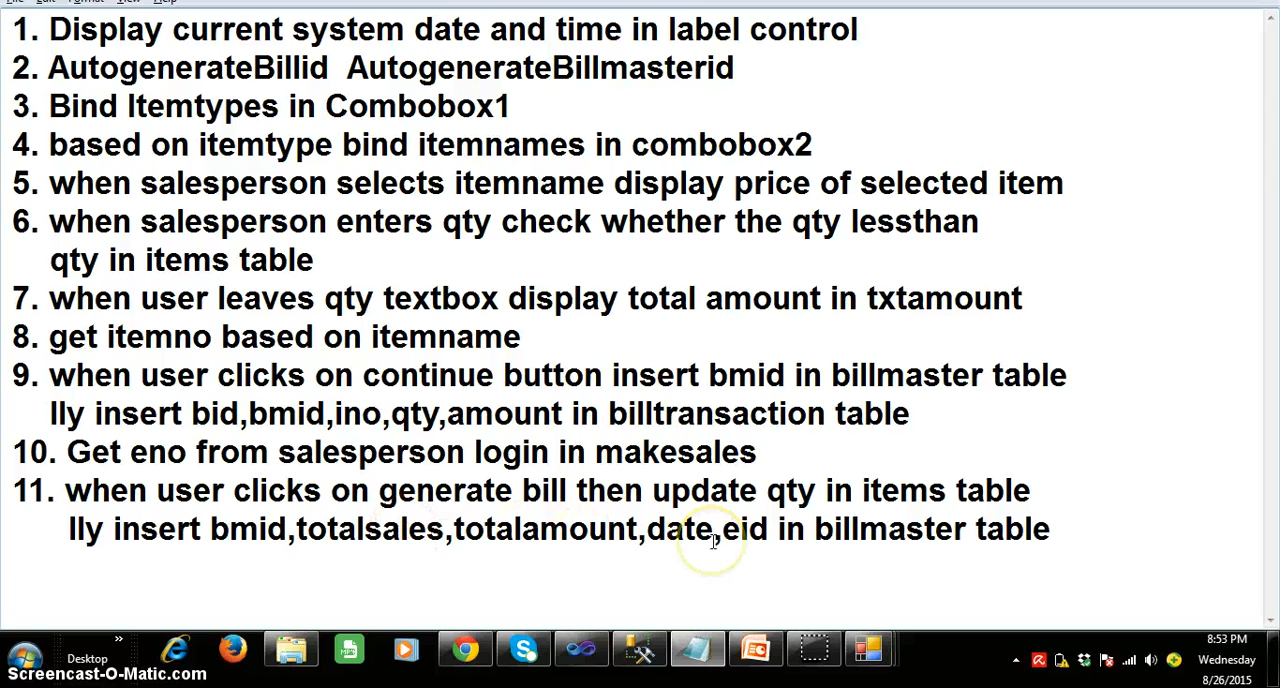 File Edit Format View Help
1. Display current system date and time in label control
2. AutogenerateBillid  AutogenerateBillmasterid
3. Bind Itemtypes in Combobox1
4. based on itemtype bind itemnames in combobox2
5. when salesperson selects itemname display price of selected item
6. when salesperson enters qty check whether the qty lessthan
qty in items table
7. when user leaves qty textbox display total amount in txtamount
8. get itemno based on itemname
9. when user clicks on continue button insert bmid in billmaster table
lly insert bid,bmid,ino,qty,amount in billtransaction table
10. Get eno from salesperson login in makesales
11. when user clicks on generate bill then update qty in items table
lly insert bmid,totalsales,totalamount,date,eid in billmaster table
Desktop
»
8:53 PM
Wednesday
8/26/2015
Screencast-O-Matic.com